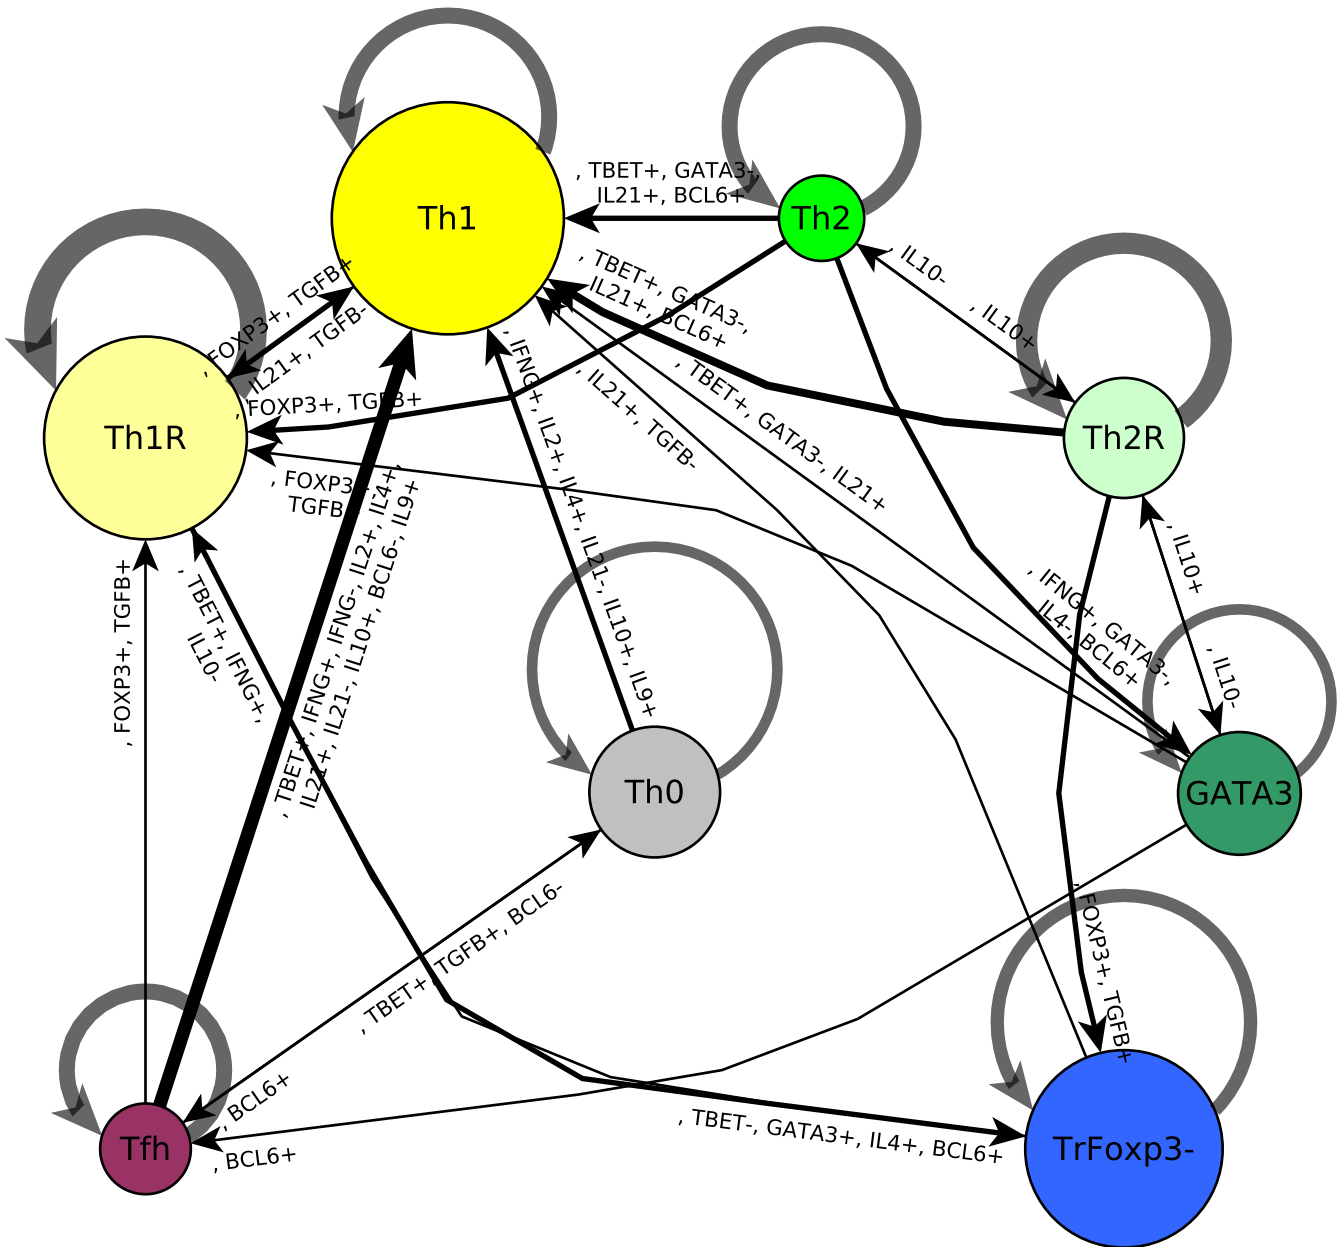 Th1
, TBET+, GATA3-,
IL21+, BCL6+
Th2
, IL10-
, IL10+
, TBET+, GATA3-,
IL21+, BCL6+
, FOXP3+, TGFB+
, IL21+, TGFB-
, FOXP3+, TGFB+
Th1R
Th2R
, IFNG+, IL2+, IL4+, IL21-, IL10+, IL9+
, IL21+, TGFB-
, TBET+, GATA3-, IL21+
, FOXP3+,
TGFB+
, TBET+, IFNG+, IFNG-, IL2+, IL4+,
IL21+, IL21-, IL10+, BCL6-, IL9+
, FOXP3+, TGFB+
, TBET+, IFNG+,
IL10-
, IFNG+, GATA3-,
IL4-, BCL6+
, IL10+
, IL10-
Th0
GATA3
, TBET+, TGFB+, BCL6-
, FOXP3+, TGFB+
, BCL6+
, TBET-, GATA3+, IL4+, BCL6+
Tfh
, BCL6+
TrFoxp3-